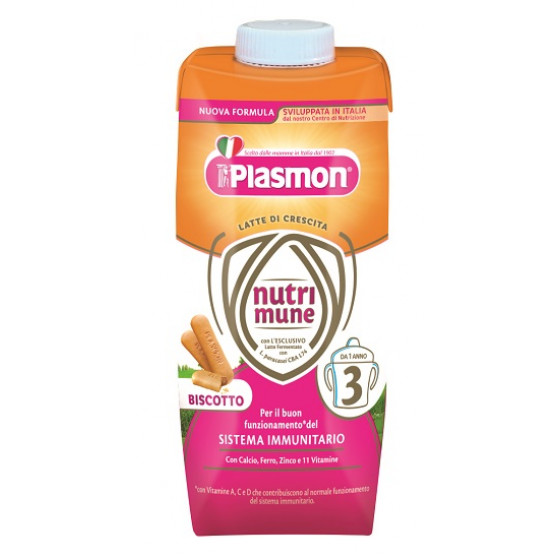 NUOVA FORMULA
SVILUPPATA IN ITALIA
dal nostro Centro di Nutrizione
Scelto dalle mamme in Italia dal 1902
Plasmon®
LATTE DI CRESCITA
nutri
mune
con L'ESCLUSIVO
Latte Fermentato
con
L. paracasei CBA L74
PLASMON
BISCOTTO
DA 1 ANNO
3
Per il buon
funzionamento*del
SISTEMA IMMUNITARIO
Con Calcio, Ferro, Zinco e 11 Vitamine
*con Vitamine A, C e D che contribuiscono al normale funzionamento
del sistema immunitario.